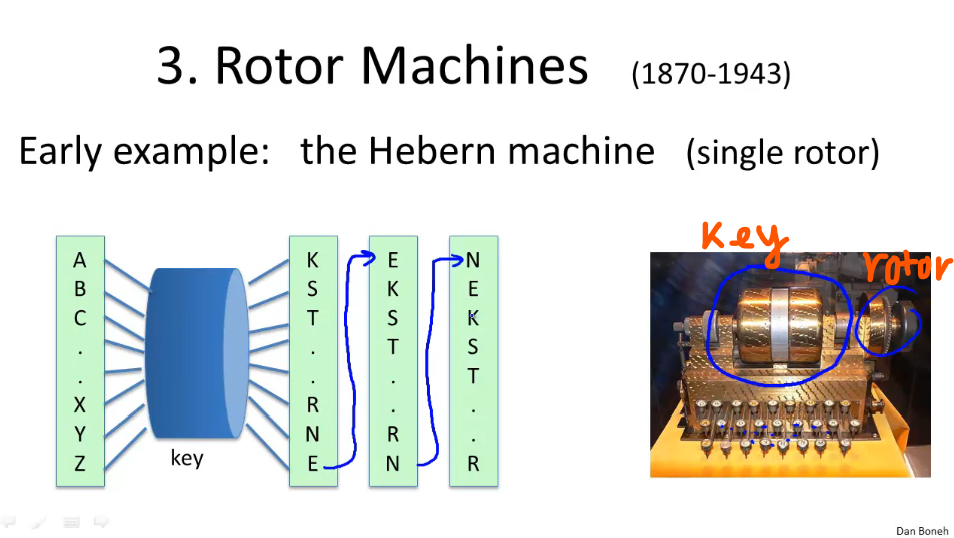 3. Rotor Machines (1870-1943)
Early example: the Hebern machine (single rotor)
Key
rotor
A K E N
B S K E
C T S K
. . T S
. . . T
X R . .
Y N R .
Z E N R
key
Dan Boneh